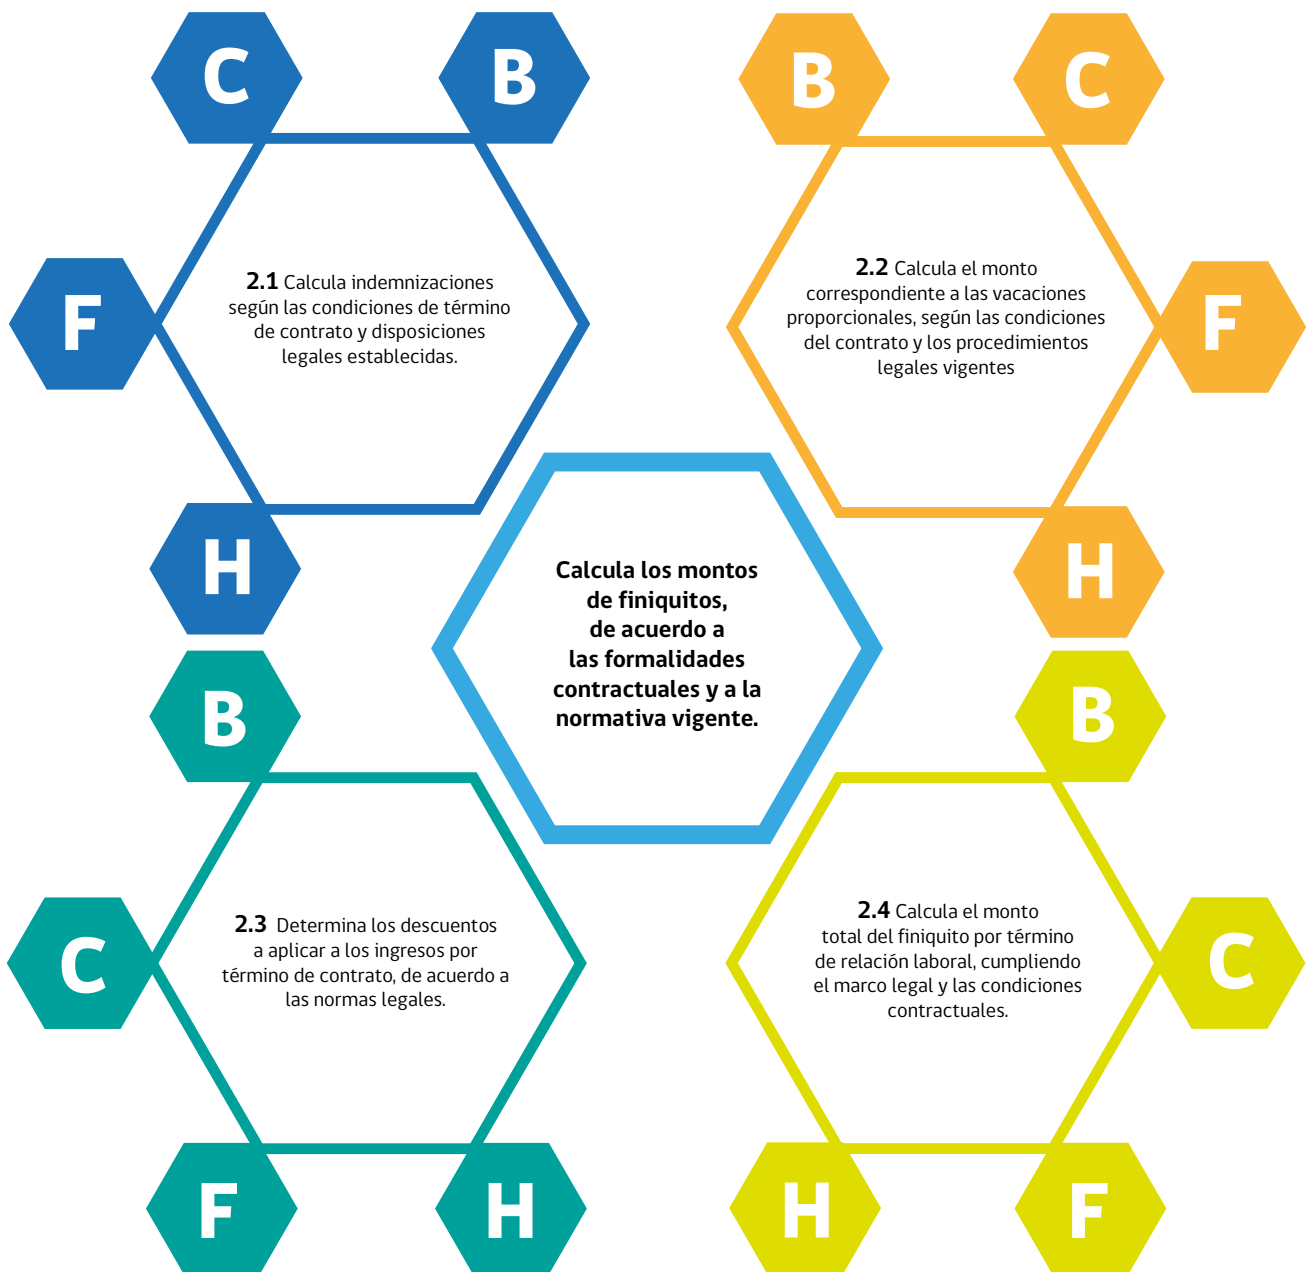 C
B
F
2.1 Calcula indemnizaciones
según las condiciones de término
de contrato y disposiciones
legales establecidas.
H
B
C
F
2.2 Calcula el monto
correspondiente a las vacaciones
proporcionales, según las condiciones
del contrato y los procedimientos
legales vigentes
H
Calcula los montos
de finiquitos,
de acuerdo a
las formalidades
contractuales y a la
normativa vigente.
B
C
2.3 Determina los descuentos
a aplicar a los ingresos por
término de contrato, de acuerdo a
las normas legales.
F
H
B
C
2.4 Calcula el monto
total del finiquito por término
de relación laboral, cumpliendo
el marco legal y las condiciones
contractuales.
H
F